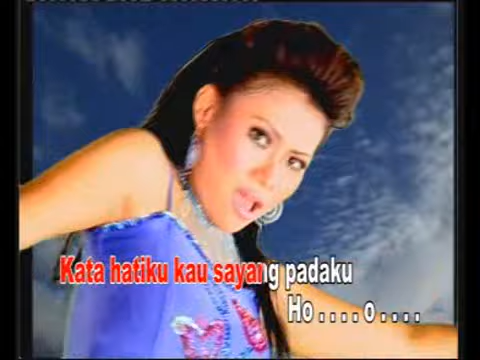 Kata hatiku kau sayang padaku
Ho . . . . o . . . .